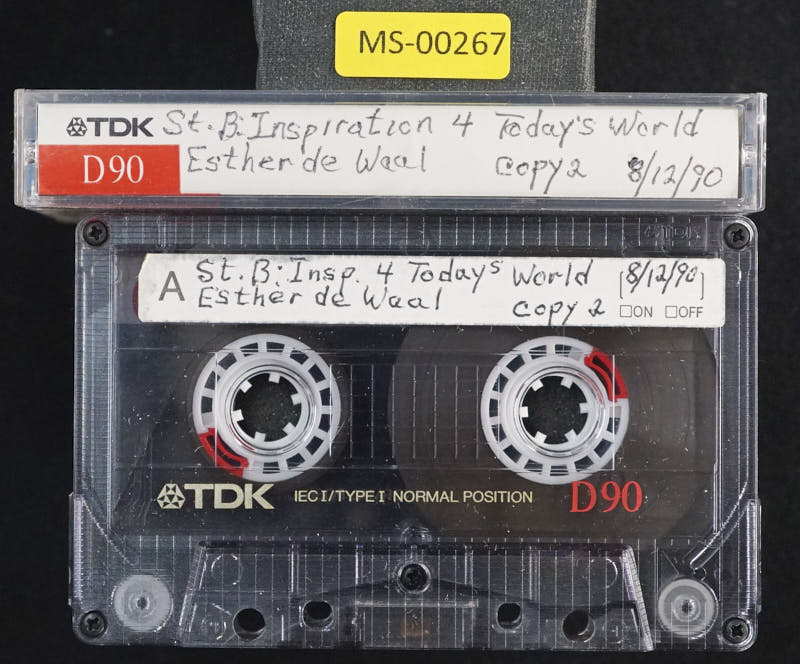 MS-00267
TDK St. B: Inspiration 4 Today's World
D90 Esther de Waal Copy 2 8/12/90
TDK
A St. B: Insp. 4 Today's World [8/12/90]
Esther de Waal Copy 2 ☐ON ☐OFF
TDK IEC I/TYPE I NORMAL POSITION D90